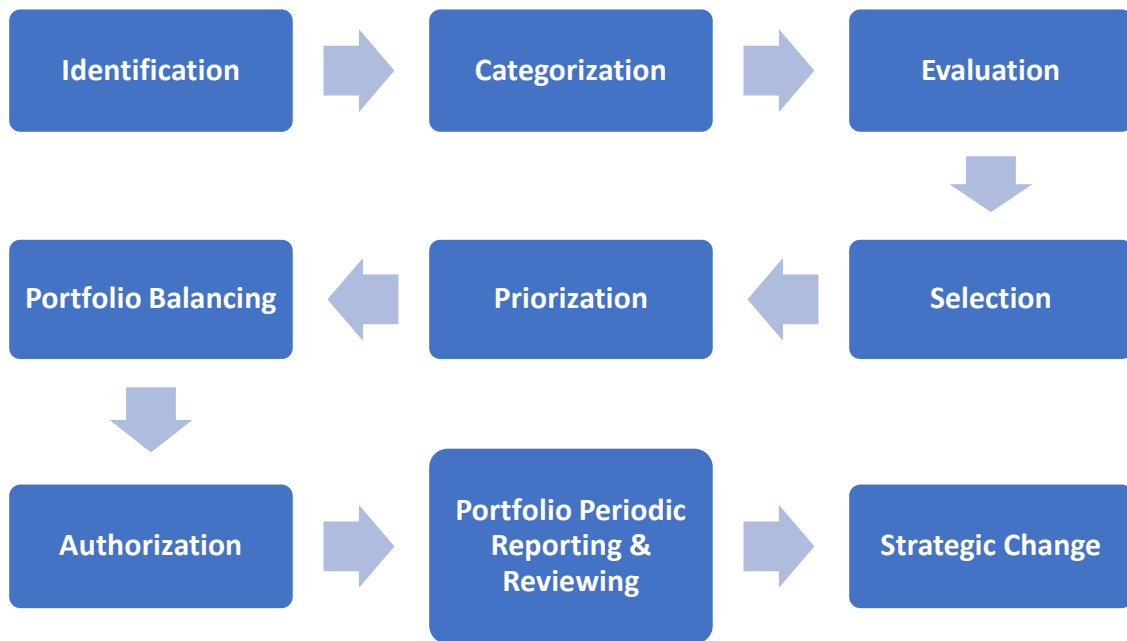 Identification
Categorization
Evaluation
Selection
Priorization
Portfolio Balancing
Authorization
Portfolio Periodic
Reporting &
Reviewing
Strategic Change